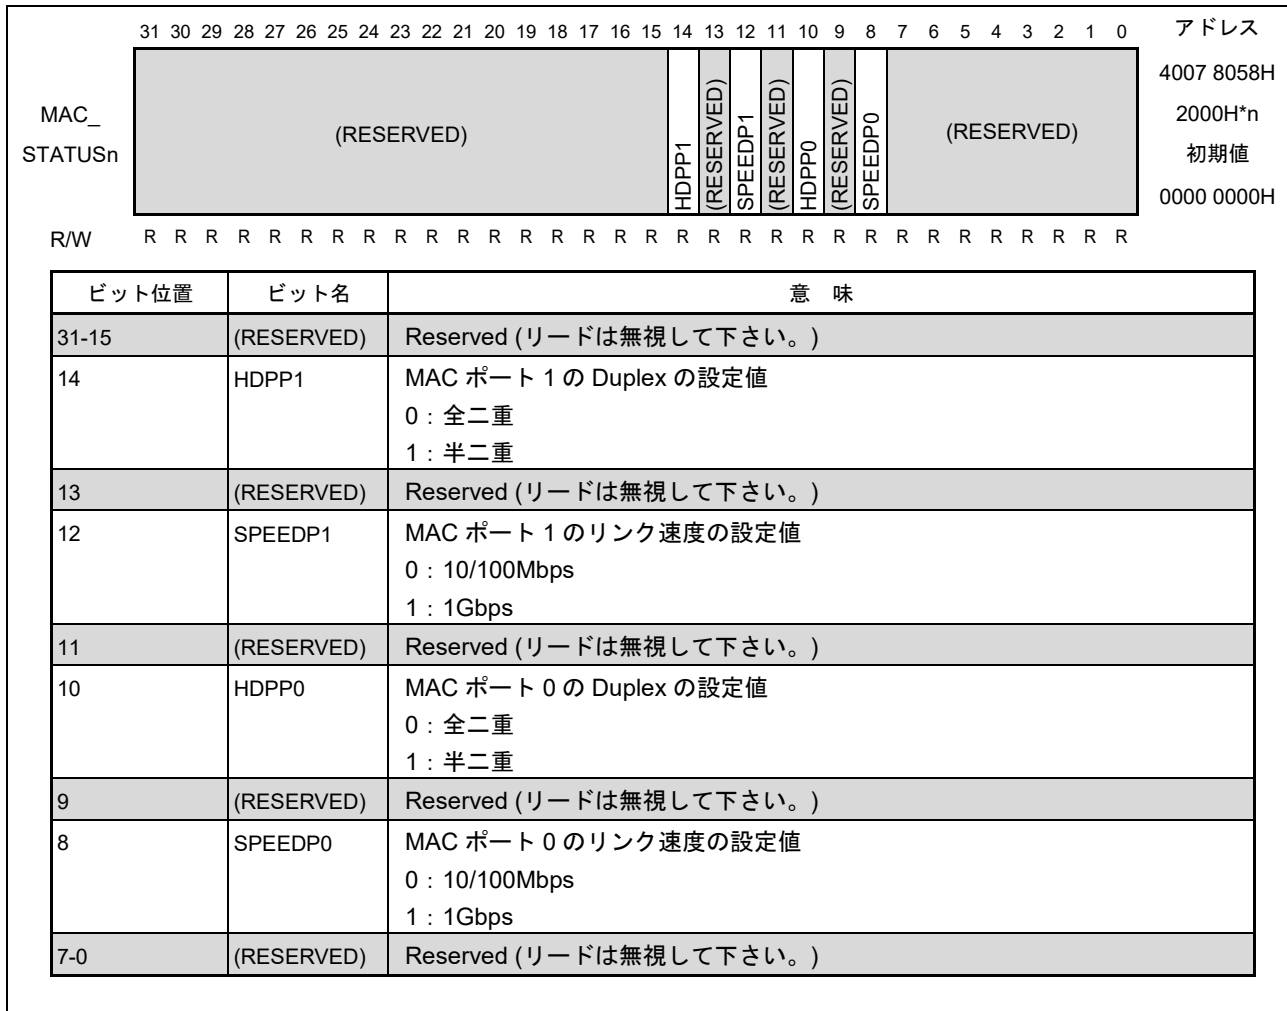 31 30 29 28 27 26 25 24 23 22 21 20 19 18 17 16 15 14 13 12 11 10 9 8 7 6 5 4 3 2 1 0 アドレス
MAC_
STATUSn
(RESERVED)
HDPP1
(RESERVED)
SPEEDP1
(RESERVED)
HDPP0
(RESERVED)
SPEEDP0
(RESERVED)
4007 8058H
2000H*n
初期値
0000 0000H
R/W R R R R R R R R R R R R R R R R R R R R R R R R R R R R R R R R
ビット位置 ビット名 意 味
31-15 (RESERVED) Reserved (リードは無視して下さい。)
14 HDPP1 MAC ポート 1 の Duplex の設定値
0：全二重
1：半二重
13 (RESERVED) Reserved (リードは無視して下さい。)
12 SPEEDP1 MAC ポート 1 のリンク速度の設定値
0：10/100Mbps
1：1Gbps
11 (RESERVED) Reserved (リードは無視して下さい。)
10 HDPP0 MAC ポート 0 の Duplex の設定値
0：全二重
1：半二重
9 (RESERVED) Reserved (リードは無視して下さい。)
8 SPEEDP0 MAC ポート 0 のリンク速度の設定値
0：10/100Mbps
1：1Gbps
7-0 (RESERVED) Reserved (リードは無視して下さい。)